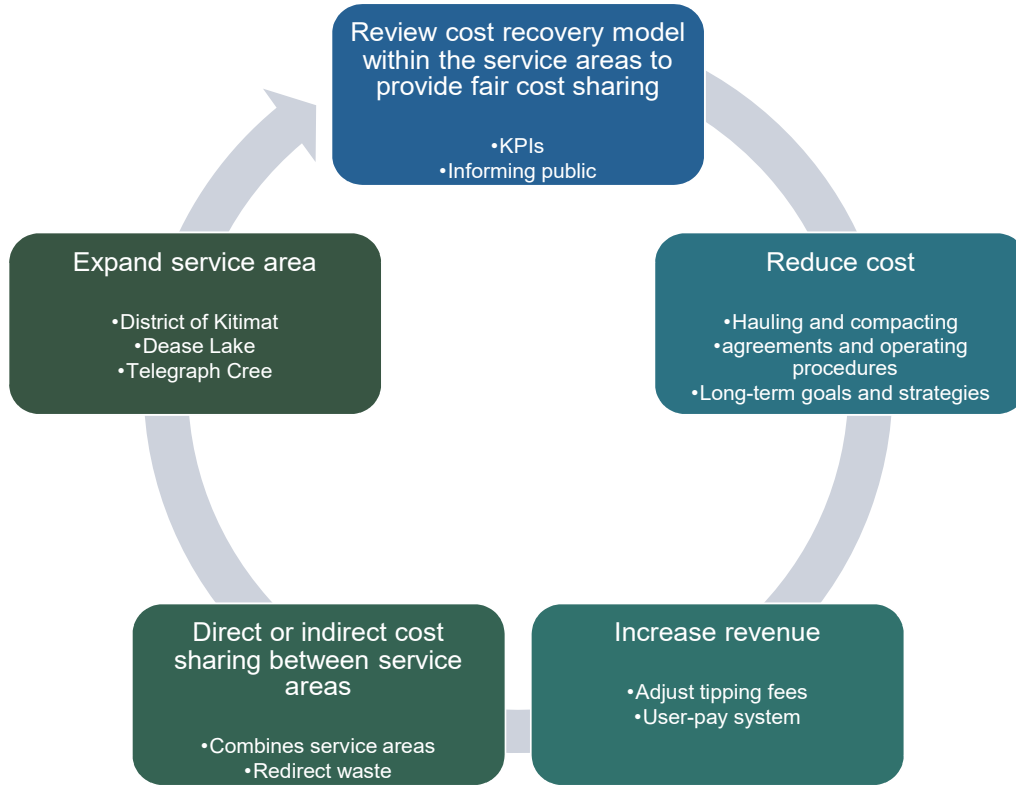 Review cost recovery model
within the service areas to
provide fair cost sharing
•KPIs
•Informing public
Reduce cost
•Hauling and compacting
•agreements and operating
procedures
•Long-term goals and strategies
Increase revenue
•Adjust tipping fees
•User-pay system
Direct or indirect cost
sharing between service
areas
•Combines service areas
•Redirect waste
Expand service area
•District of Kitimat
•Dease Lake
•Telegraph Cree